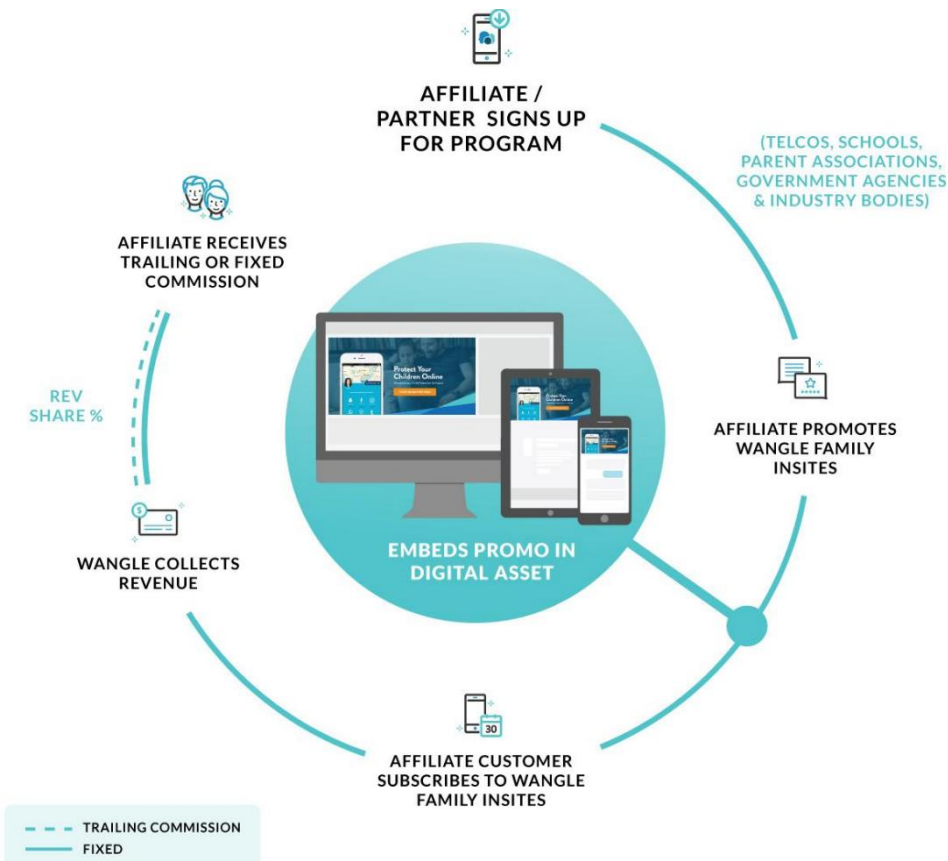 AFFILIATE /
PARTNER SIGNS UP
FOR PROGRAM
(TELCOS, SCHOOLS,
PARENT ASSOCIATIONS,
GOVERNMENT AGENCIES
& INDUSTRY BODIES)
AFFILIATE PROMOTES
WANGLE FAMILY
INSITES
Protect Your
Children Online
EMBEDS PROMO IN
DIGITAL ASSET
30
AFFILIATE CUSTOMER
SUBSCRIBES TO WANGLE
FAMILY INSITES
$
WANGLE COLLECTS
REVENUE
REV
SHARE %
AFFILIATE RECEIVES
TRAILING OR FIXED
COMMISSION
TRAILING COMMISSION
FIXED